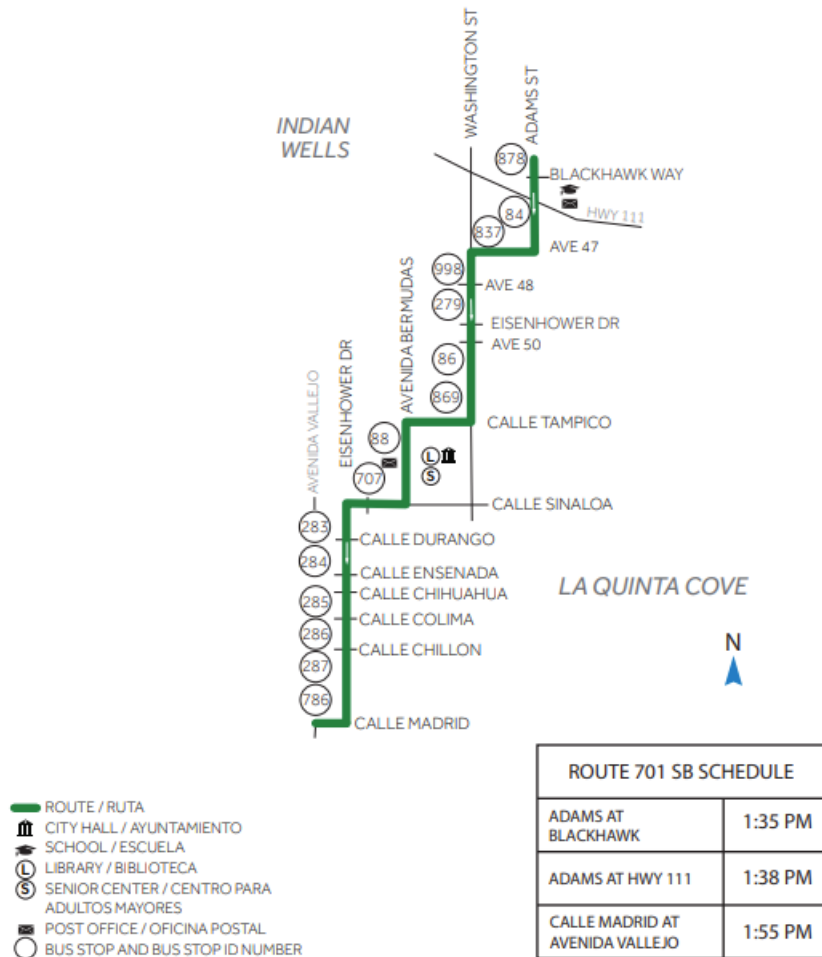 WASHINGTON ST
ADAMS ST
INDIAN
WELLS
878
BLACKHAWK WAY
84
HWY 111
837
AVE 47
998
AVE 48
AVENIDA BERMUDAS
279
EISENHOWER DR
AVE 50
86
869
EISENHOWER DR
AVENIDA VALLEJO
CALLE TAMPICO
88
L
S
707
CALLE SINALOA
283
CALLE DURANGO
284
CALLE ENSENADA
LA QUINTA COVE
285
CALLE CHIHUAHUA
286
CALLE COLIMA
N
287
CALLE CHILLON
786
CALLE MADRID
ROUTE / RUTA
CITY HALL / AYUNTAMIENTO
SCHOOL / ESCUELA
L LIBRARY / BIBLIOTECA
S SENIOR CENTER / CENTRO PARA
ADULTOS MAYORES
POST OFFICE / OFICINA POSTAL
BUS STOP AND BUS STOP ID NUMBER
ROUTE 701 SB SCHEDULE
ADAMS AT
BLACKHAWK
1:35 PM
ADAMS AT HWY 111
1:38 PM
CALLE MADRID AT
AVENIDA VALLEJO
1:55 PM